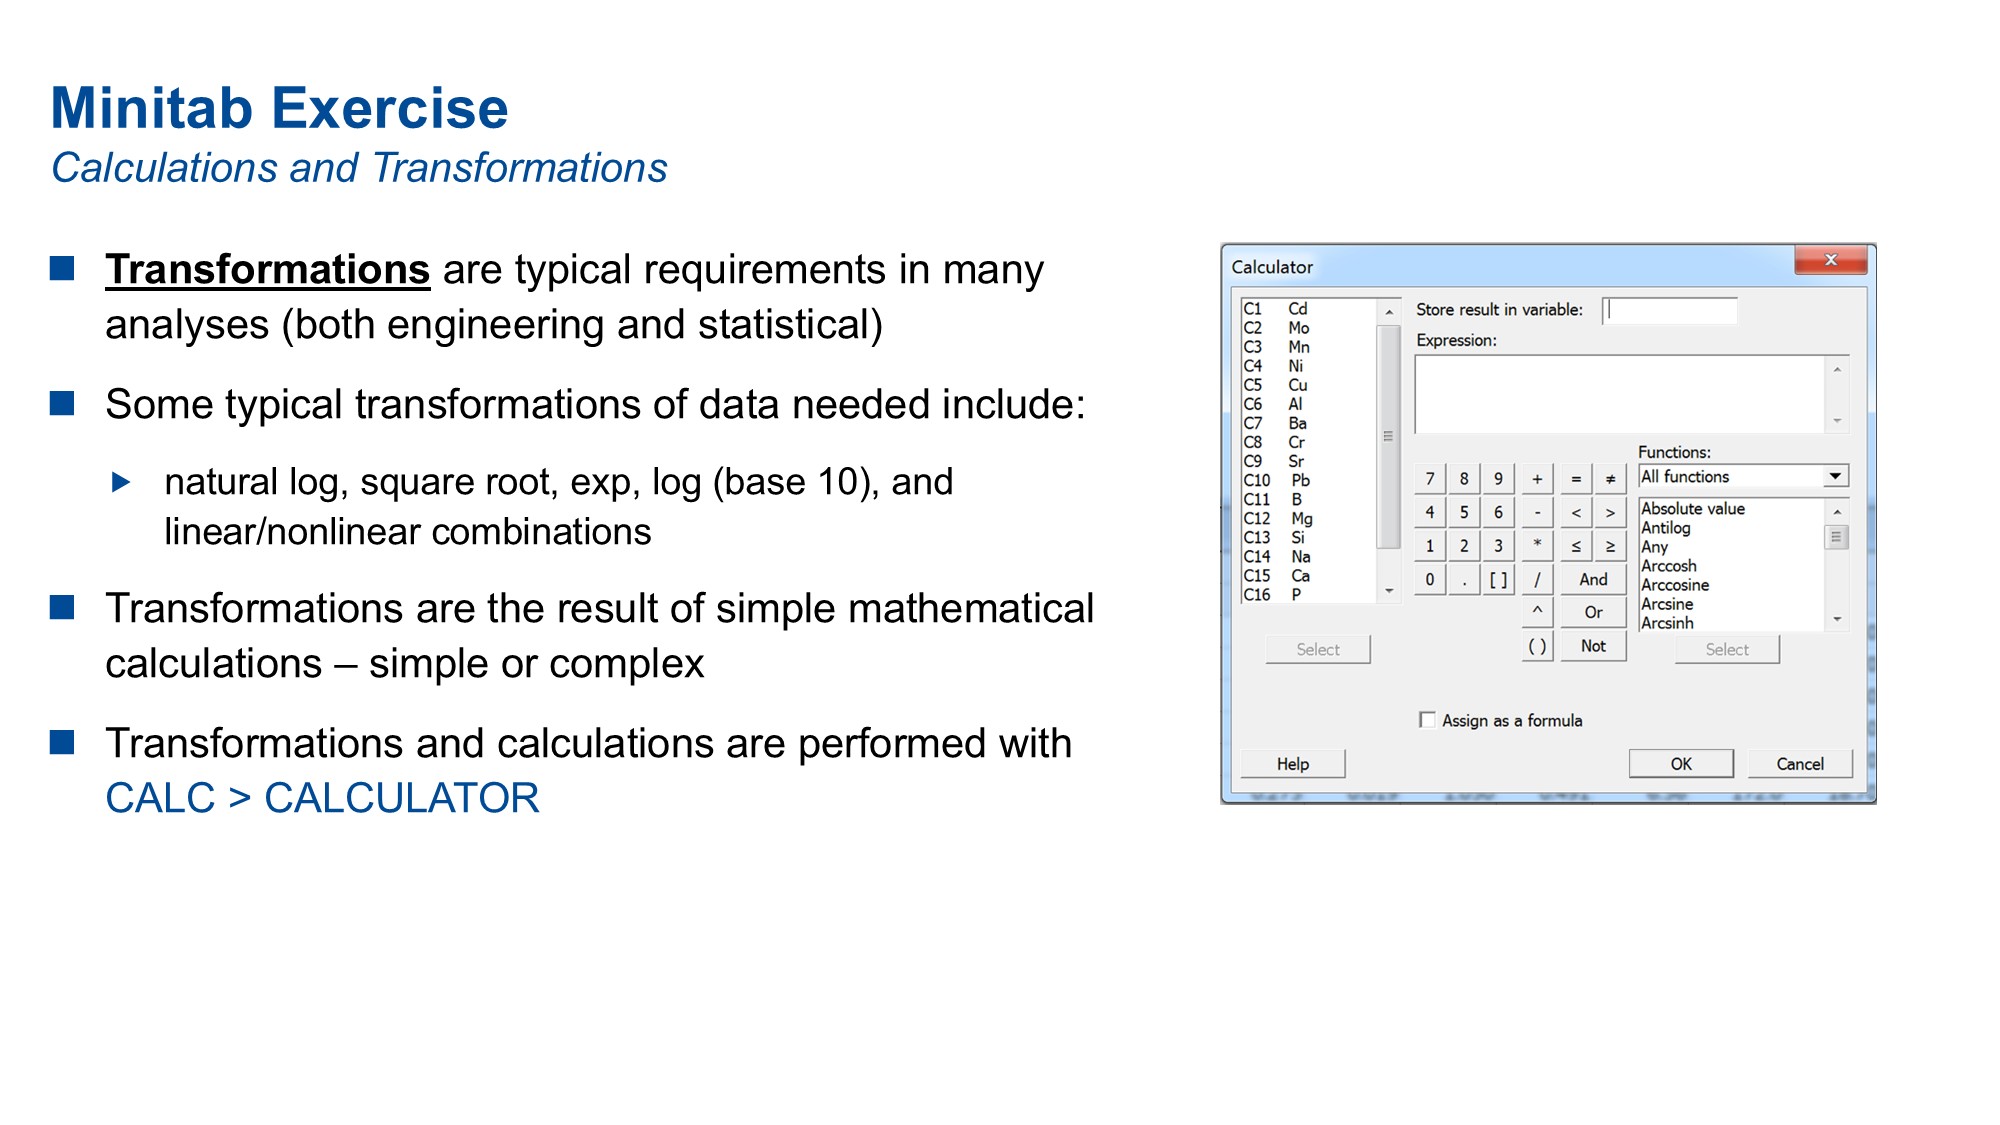 Minitab Exercise
Calculations and Transformations
Transformations are typical requirements in many
analyses (both engineering and statistical)
Some typical transformations of data needed include:
natural log, square root, exp, log (base 10), and
linear/nonlinear combinations
Transformations are the result of simple mathematical
calculations – simple or complex
Transformations and calculations are performed with
CALC > CALCULATOR
Calculator
x
C1 Cd
C2 Mo
C3 Mn
C4 Ni
C5 Cu
C6 Al
C7 Ba
C8 Cr
C9 Sr
C10 Pb
C11 B
C12 Mg
C13 Si
C14 Na
C15 Ca
C16 P
Select
Store result in variable:
Expression:
7 8 9 + = ≠
4 5 6 - < >
1 2 3 * ≤ ≥
0 . [ ] / And
^ Or
( ) Not
Functions:
All functions
Absolute value
Antilog
Any
Arccosh
Arccosine
Arcsine
Arcsinh
Select
Assign as a formula
Help
OK
Cancel